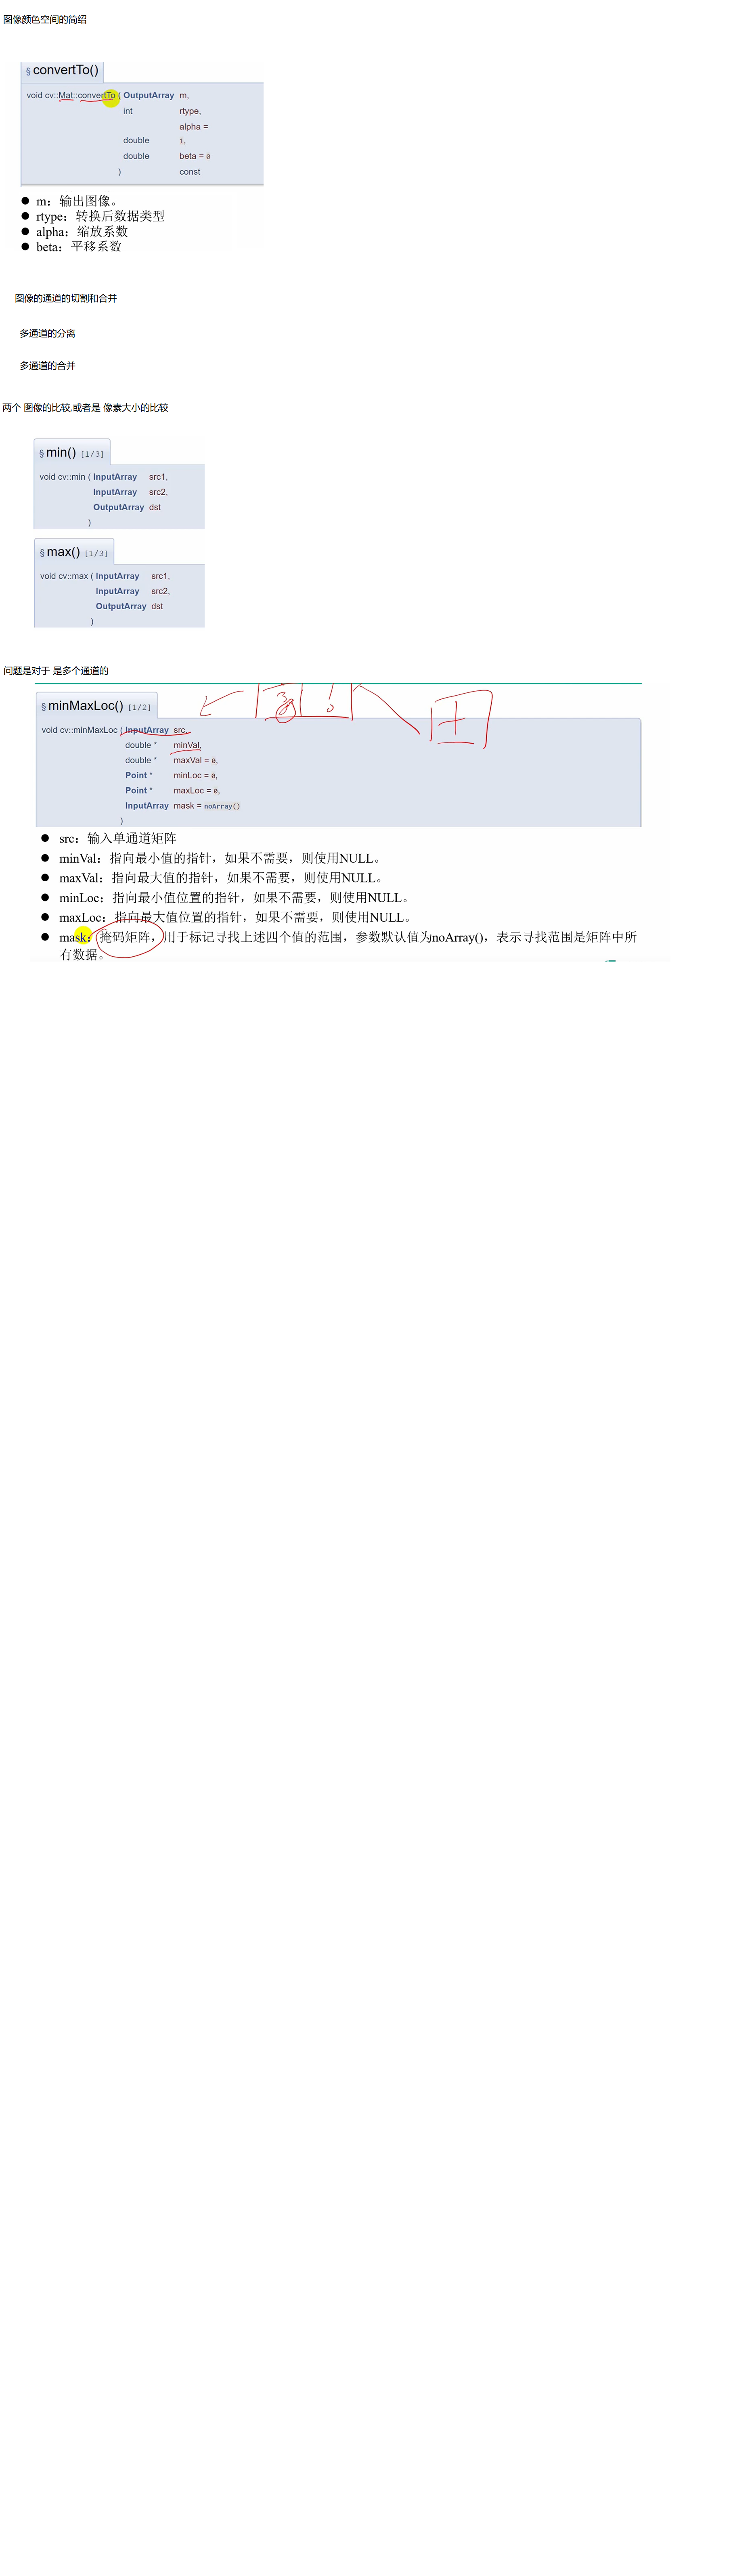 图像颜色空间的简绍
§ convertTo()
void cv::Mat::convertTo ( OutputArray m,
int rtype,
alpha =
double 1,
double beta = 0
) const
● m：输出图像。
● rtype：转换后数据类型
● alpha：缩放系数
● beta：平移系数
图像的通道的切割和合并
多通道的分离
多通道的合并
两个 图像的比较,或者是 像素大小的比较
§ min() [1/3]
void cv::min ( InputArray src1,
InputArray src2,
OutputArray dst
)
§ max() [1/3]
void cv::max ( InputArray src1,
InputArray src2,
OutputArray dst
)
问题是对于 是多个通道的
§ minMaxLoc() [1/2]
void cv::minMaxLoc ( InputArray src,
double * minVal,
double * maxVal = 0,
Point * minLoc = 0,
Point * maxLoc = 0,
InputArray mask = noArray()
)
● src：输入单通道矩阵
● minVal：指向最小值的指针，如果不需要，则使用NULL。
● maxVal：指向最大值的指针，如果不需要，则使用NULL。
● minLoc：指向最小值位置的指针，如果不需要，则使用NULL。
● maxLoc：指向最大值位置的指针，如果不需要，则使用NULL。
● mask：掩码矩阵，用于标记寻找上述四个值的范围，参数默认值为noArray()，表示寻找范围是矩阵中所
有数据。